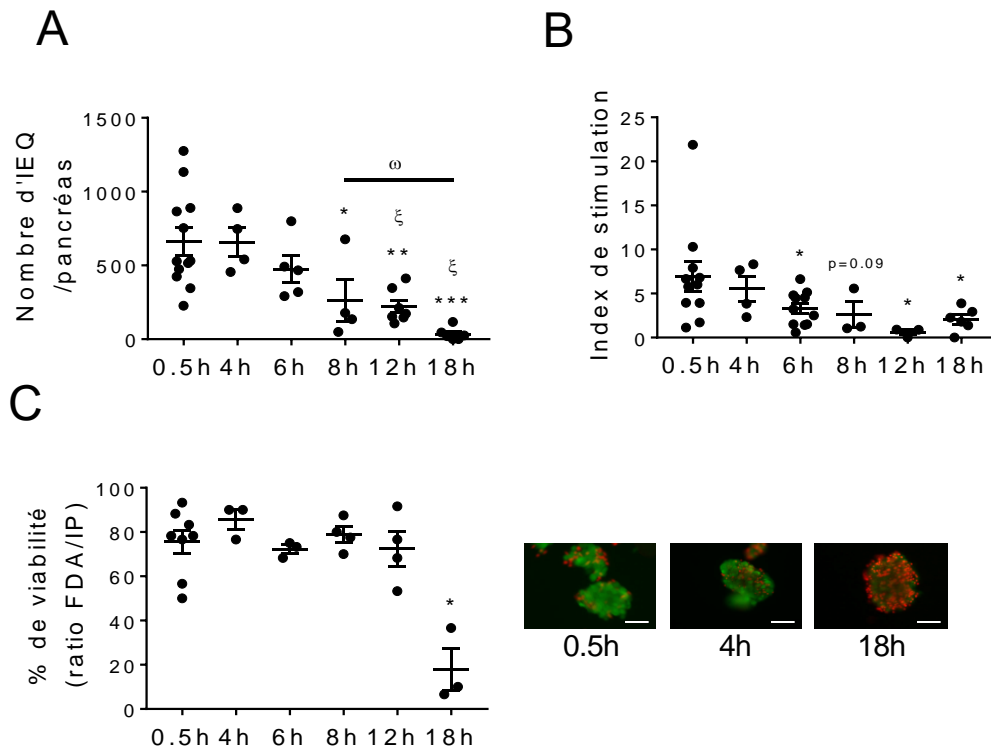 A
Nombre d'IEQ
/pancréas
1500
1000
500
0
ω
*
ξ
**
ξ
***
0.5h 4h 6h 8h 12h 18h
B
Index de stimulation
25
20
15
10
5
0
*
p=0.09
*
*
0.5h 4h 6h 8h 12h 18h
C
% de viabilité
(ratio FDA/IP)
100
80
60
40
20
0
*
0.5h 4h 6h 8h 12h 18h
0.5h
4h
18h